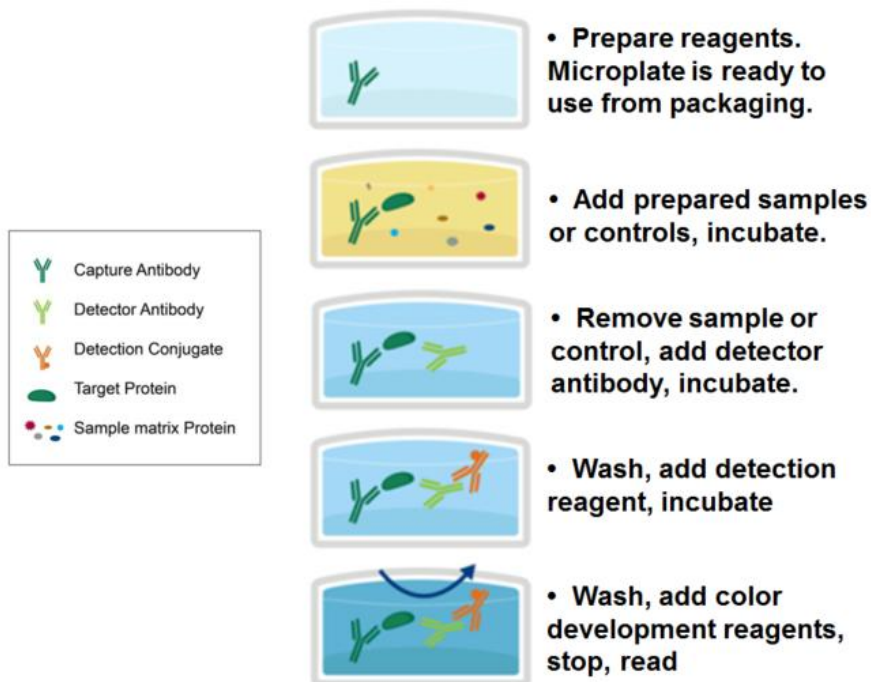 • Prepare reagents.
Microplate is ready to
use from packaging.
• Add prepared samples
or controls, incubate.
Capture Antibody
Detector Antibody
Detection Conjugate
Target Protein
Sample matrix Protein
• Remove sample or
control, add detector
antibody, incubate.
• Wash, add detection
reagent, incubate
• Wash, add color
development reagents,
stop, read